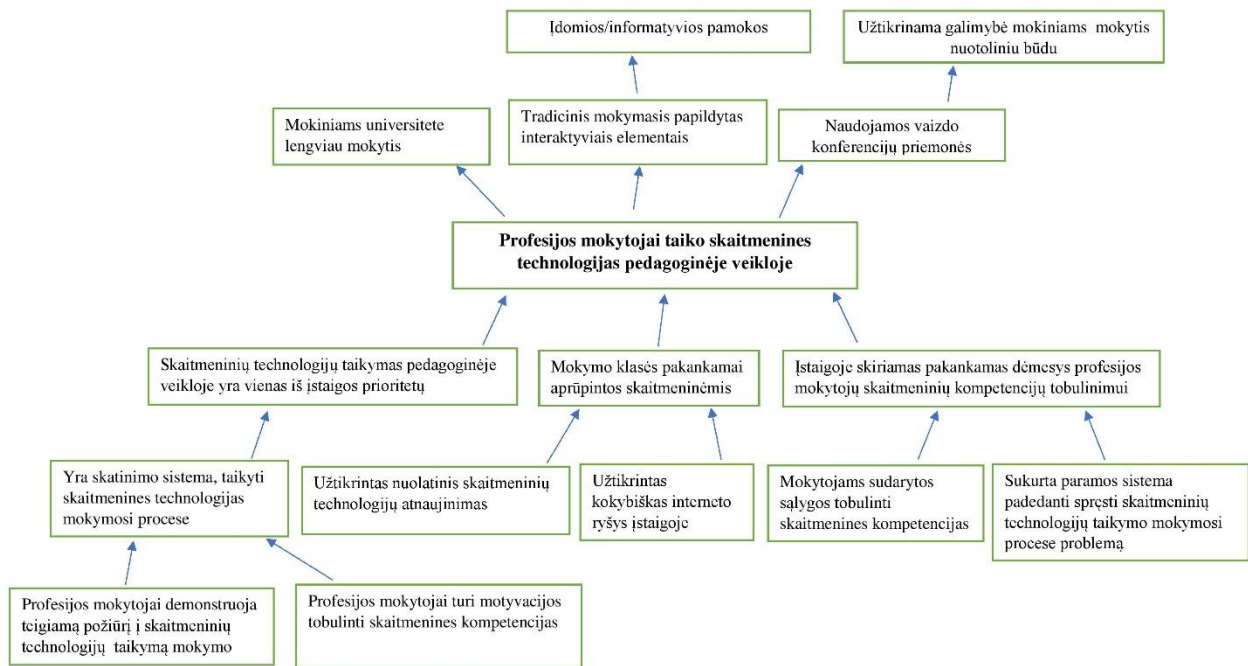 Įdomios/informatyvios pamokos
Užtikrinama galimybė mokiniams mokytis
nuotoliniu būdu
Mokiniams universitete
lengviau mokytis
Tradicinis mokymasis papildytas
interaktyviais elementais
Naudojamos vaizdo
konferencijų priemonės
Profesijos mokytojai taiko skaitmenines
technologijas pedagoginėje veikloje
Skaitmeninių technologijų taikymas pedagoginėje
veikloje yra vienas iš įstaigos prioritetų
Mokymo klasės pakankamai
aprūpintos skaitmeninėmis
Įstaigoje skiriamas pakankamas dėmesys profesijos
mokytojų skaitmeninių kompetencijų tobulinimui
Yra skatinimo sistema, taikyti
skaitmenines technologijas
mokymosi procese
Užtikrintas nuolatinis skaitmeninių
technologijų atnaujinimas
Užtikrintas
kokybiškas interneto
ryšys įstaigoje
Mokytojams sudarytos
sąlygos tobulinti
skaitmenines kompetencijas
Sukurta paramos sistema
padedanti spręsti skaitmeninių
technologijų taikymo mokymosi
procese problemą
Profesijos mokytojai demonstruoja
teigiamą požiūrį į skaitmeninių
technologijų taikymą mokymo
Profesijos mokytojai turi motyvacijos
tobulinti skaitmenines kompetencijas